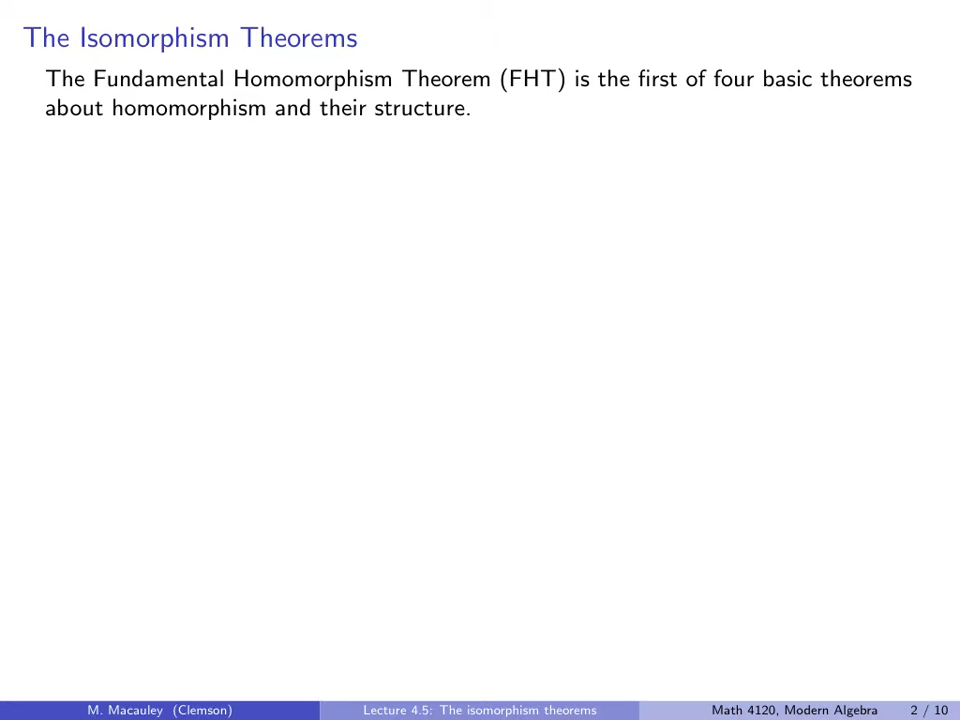 The Isomorphism Theorems
The Fundamental Homomorphism Theorem (FHT) is the first of four basic theorems
about homomorphism and their structure.
M. Macauley (Clemson)
Lecture 4.5: The isomorphism theorems
Math 4120, Modern Algebra
2 / 10